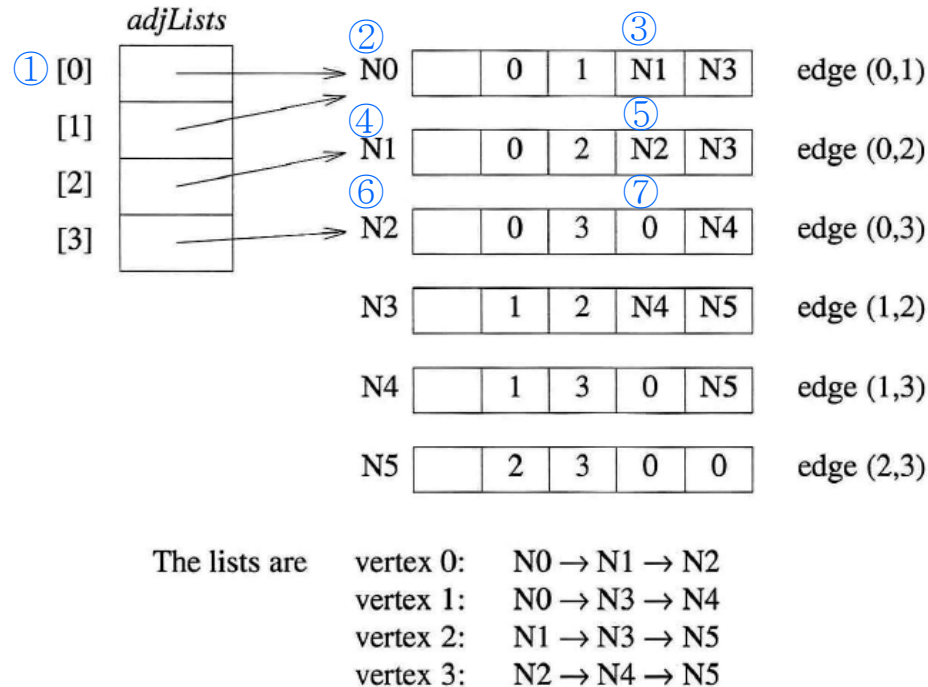 adjLists
② ③
① [0] N0 0 1 N1 N3 edge (0,1)
[1] ④ ⑤
N1 0 2 N2 N3 edge (0,2)
[2] ⑥ ⑦
[3] N2 0 3 0 N4 edge (0,3)
N3 1 2 N4 N5 edge (1,2)
N4 1 3 0 N5 edge (1,3)
N5 2 3 0 0 edge (2,3)
The lists are vertex 0: N0 → N1 → N2
vertex 1: N0 → N3 → N4
vertex 2: N1 → N3 → N5
vertex 3: N2 → N4 → N5